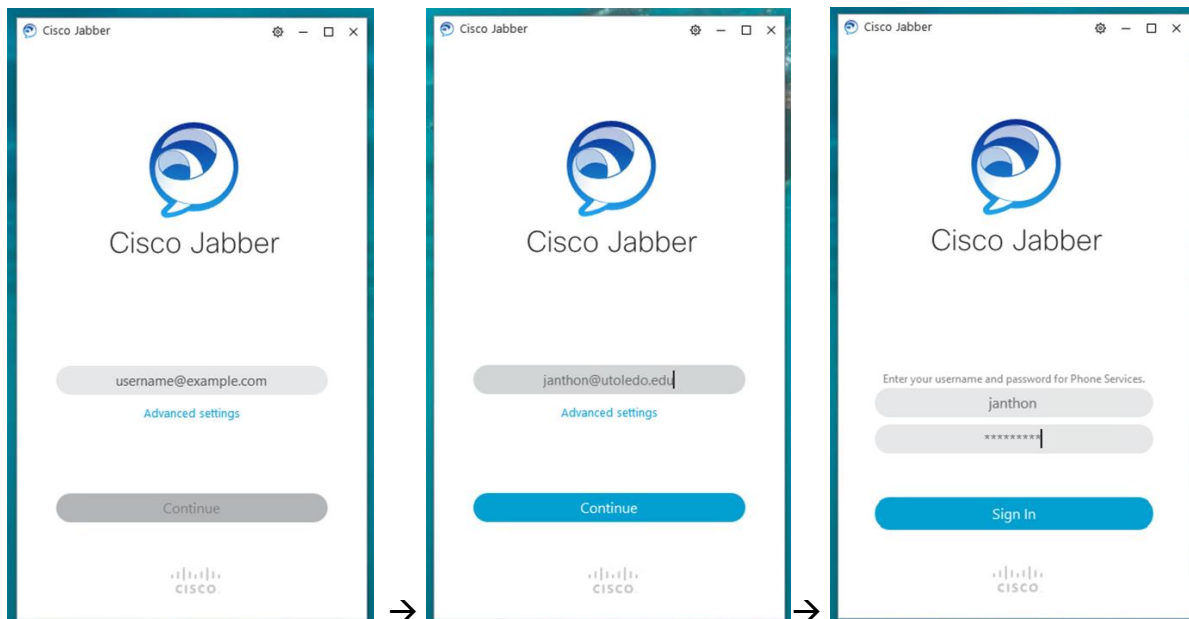 Cisco Jabber
Cisco Jabber
username@example.com
Advanced settings
Continue
CISCO
→
Cisco Jabber
Cisco Jabber
janthon@utoledo.edu
Advanced settings
Continue
CISCO
→
Cisco Jabber
Cisco Jabber
Enter your username and password for Phone Services.
janthon
*********
Sign In
CISCO